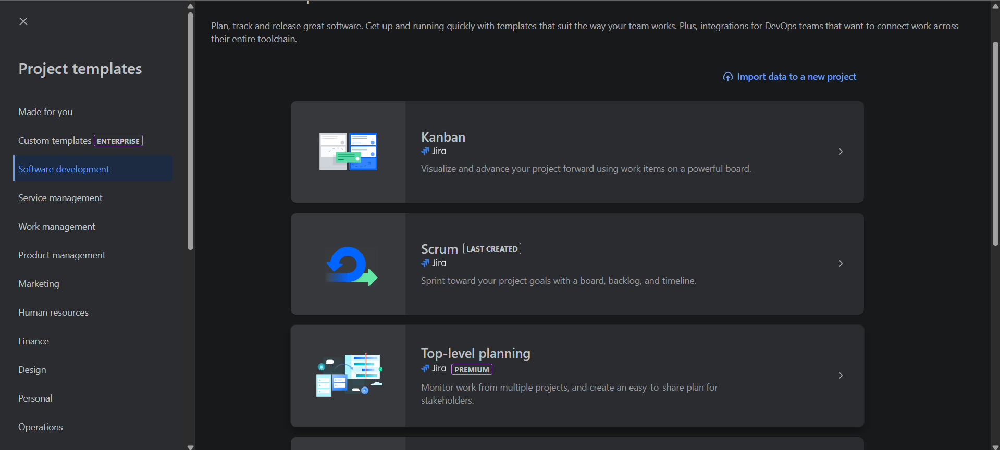 Project templates
Made for you
Custom templates ENTERPRISE
Software development
Service management
Work management
Product management
Marketing
Human resources
Finance
Design
Personal
Operations
Plan, track and release great software. Get up and running quickly with templates that suit the way your team works. Plus, integrations for DevOps teams that want to connect work across
their entire toolchain.
Import data to a new project
Kanban
Jira
Visualize and advance your project forward using work items on a powerful board.
Scrum LAST CREATED
Jira
Sprint toward your project goals with a board, backlog, and timeline.
Top-level planning
Jira PREMIUM
Monitor work from multiple projects, and create an easy-to-share plan for
stakeholders.